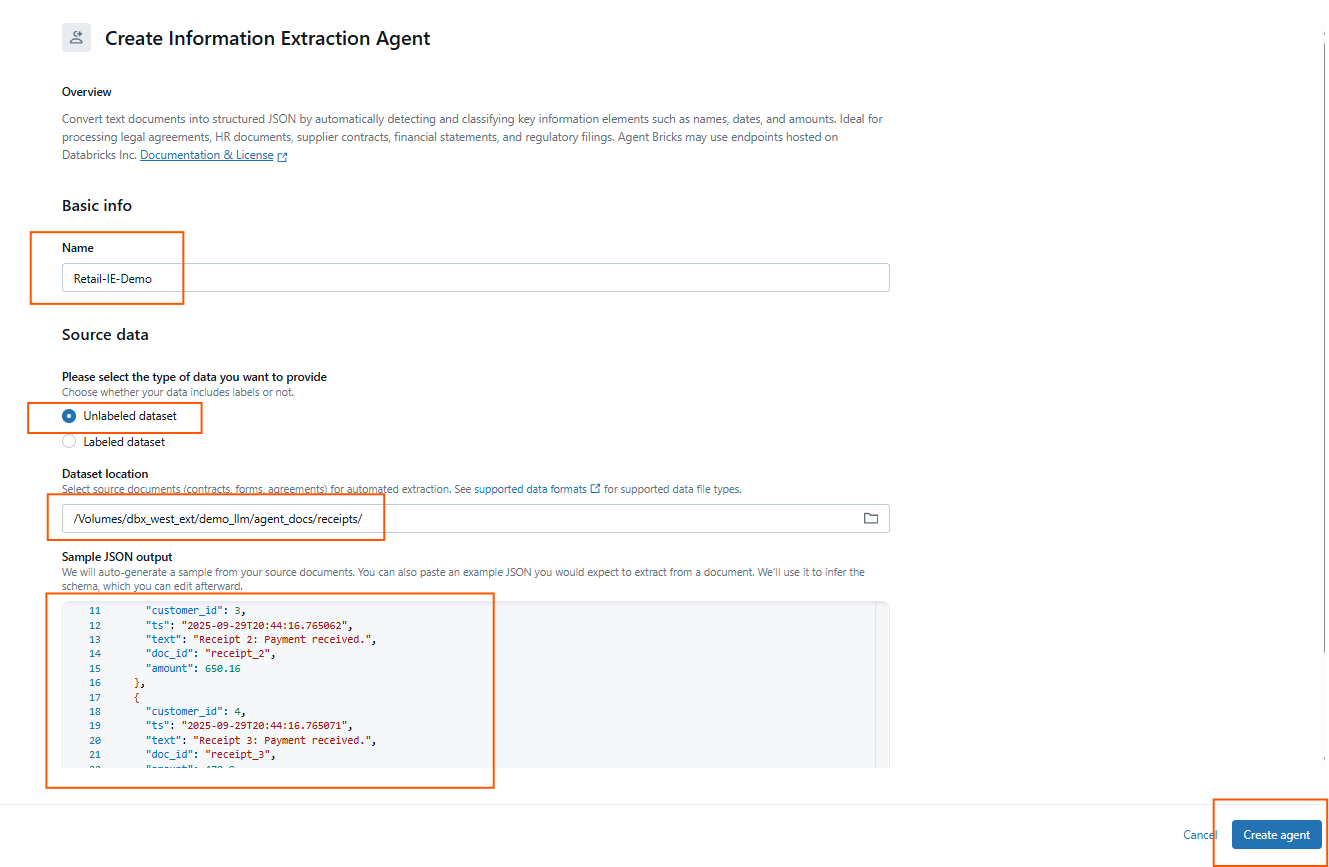 Create Information Extraction Agent
Overview
Convert text documents into structured JSON by automatically detecting and classifying key information elements such as names, dates, and amounts. Ideal for
processing legal agreements, HR documents, supplier contracts, financial statements, and regulatory filings. Agent Bricks may use endpoints hosted on
Databricks Inc. Documentation & License
Basic info
Name
Retail-IE-Demo
Source data
Please select the type of data you want to provide
Choose whether your data includes labels or not.
Unlabeled dataset
Labeled dataset
Dataset location
Select source documents (contracts, forms, agreements) for automated extraction. See supported data formats for supported data file types.
/Volumes/dbx_west_ext/demo_llm/agent_docs/receipts/
Sample JSON output
We will auto-generate a sample from your source documents. You can also paste an example JSON you would expect to extract from a document. We'll use it to infer the
schema, which you can edit afterward.
11 "customer_id": 3,
12 "ts": "2025-09-29T20:44:16.765062",
13 "text": "Receipt 2: Payment received.",
14 "doc_id": "receipt_2",
15 "amount": 650.16
16 },
17 {
18 "customer_id": 4,
19 "ts": "2025-09-29T20:44:16.765071",
20 "text": "Receipt 3: Payment received.",
21 "doc_id": "receipt_3",
Cancel Create agent